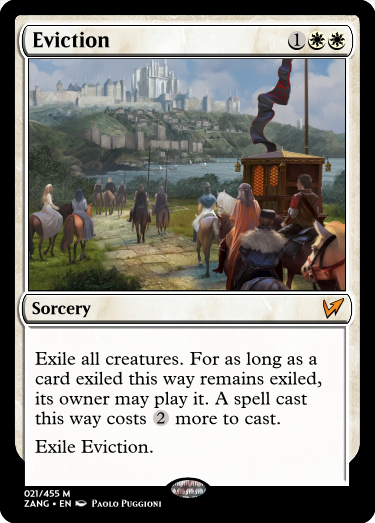 Eviction 1
Sorcery
Exile all creatures. For as long as a
card exiled this way remains exiled,
its owner may play it. A spell cast
this way costs 2 more to cast.
Exile Eviction.
021/455 M
ZANG • EN Paolo Puggioni